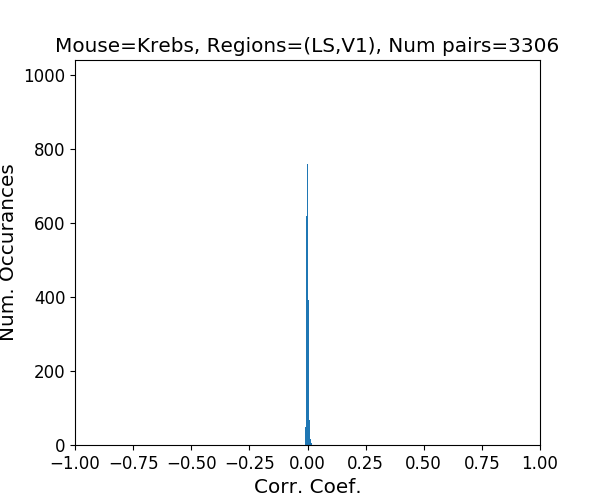 Mouse=Krebs, Regions=(LS,V1), Num pairs=3306
1000
800
600
400
200
0
Num. Occurances
−1.00 −0.75 −0.50 −0.25 0.00 0.25 0.50 0.75 1.00
Corr. Coef.